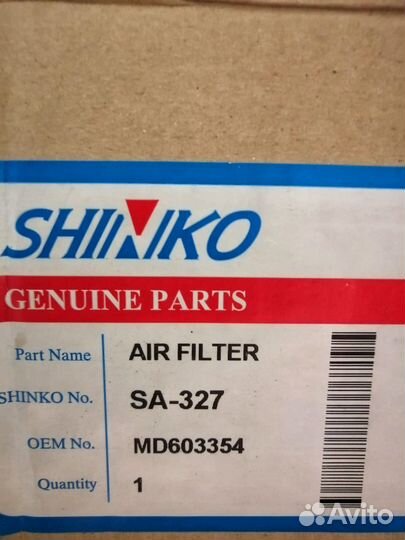 SHINKO
GENUINE PARTS
Part Name AIR FILTER
SHINKO No. SA-327
OEM No. MD603354
Quantity 1
Avito